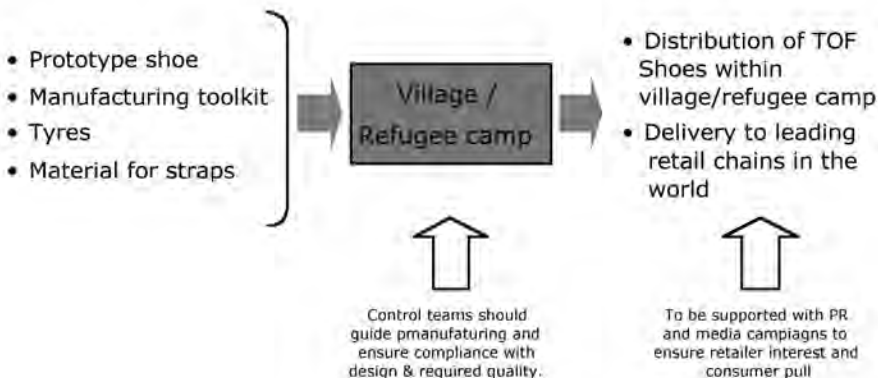 • Prototype shoe
• Manufacturing toolkit
• Tyres
• Material for straps
Village /
Refugee camp
• Distribution of TOF
Shoes within
village/refugee camp
• Delivery to leading
retail chains in the
world
Control teams should
guide pmanufaturing and
ensure compliance with
design & required quality.
To be supported with PR
and media campiagns to
ensure retailer interest and
consumer pull